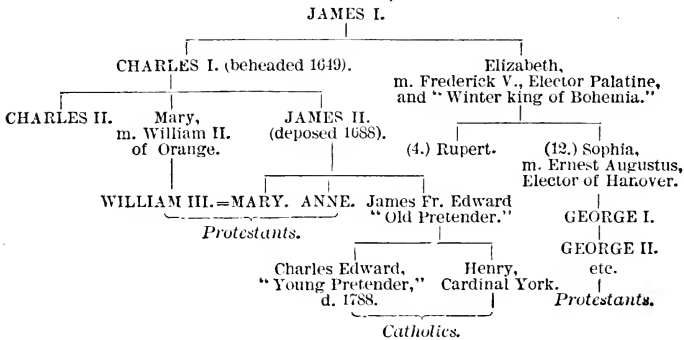 JAMES I.
CHARLES I. (beheaded 1649). Elizabeth,
m. Frederick V., Elector Palatine,
and "Winter king of Bohemia."
CHARLES II. Mary, JAMES II.
m. William II. (deposed 1688).
of Orange.
(4.) Rupert. (12.) Sophia,
m. Ernest Augustus,
Elector of Hanover.
WILLIAM III.=MARY. ANNE. James Fr. Edward
"Old Pretender."
Protestants.
GEORGE I.
GEORGE II.
etc.
Protestants.
Charles Edward, Henry,
"Young Pretender," Cardinal York.
d. 1788.
Catholics.